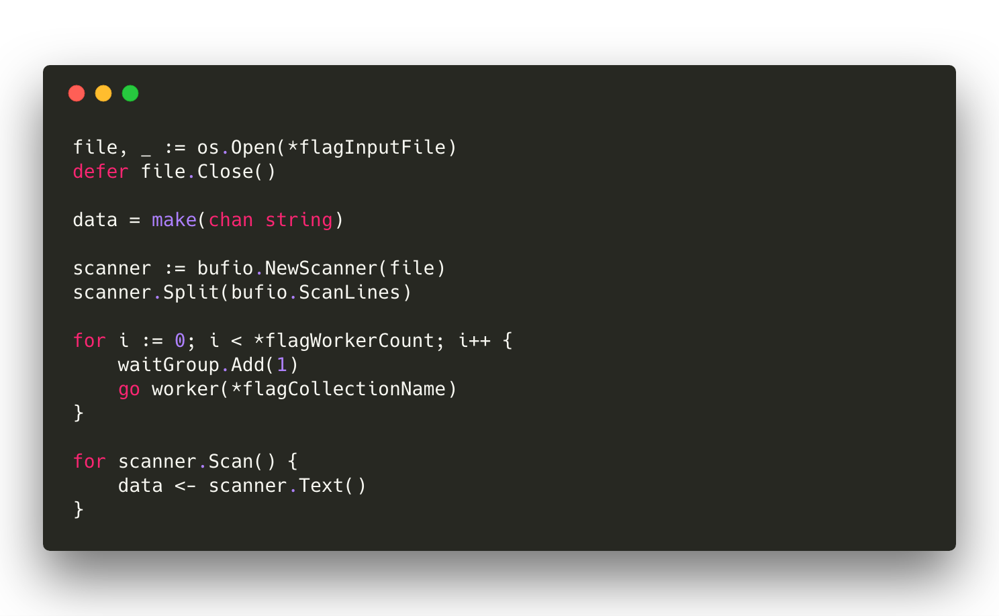 file, _ := os.Open(*flagInputFile)
defer file.Close()

data = make(chan string)

scanner := bufio.NewScanner(file)
scanner.Split(bufio.ScanLines)

for i := 0; i < *flagWorkerCount; i++ {
    waitGroup.Add(1)
    go worker(*flagCollectionName)
}

for scanner.Scan() {
    data <- scanner.Text()
}